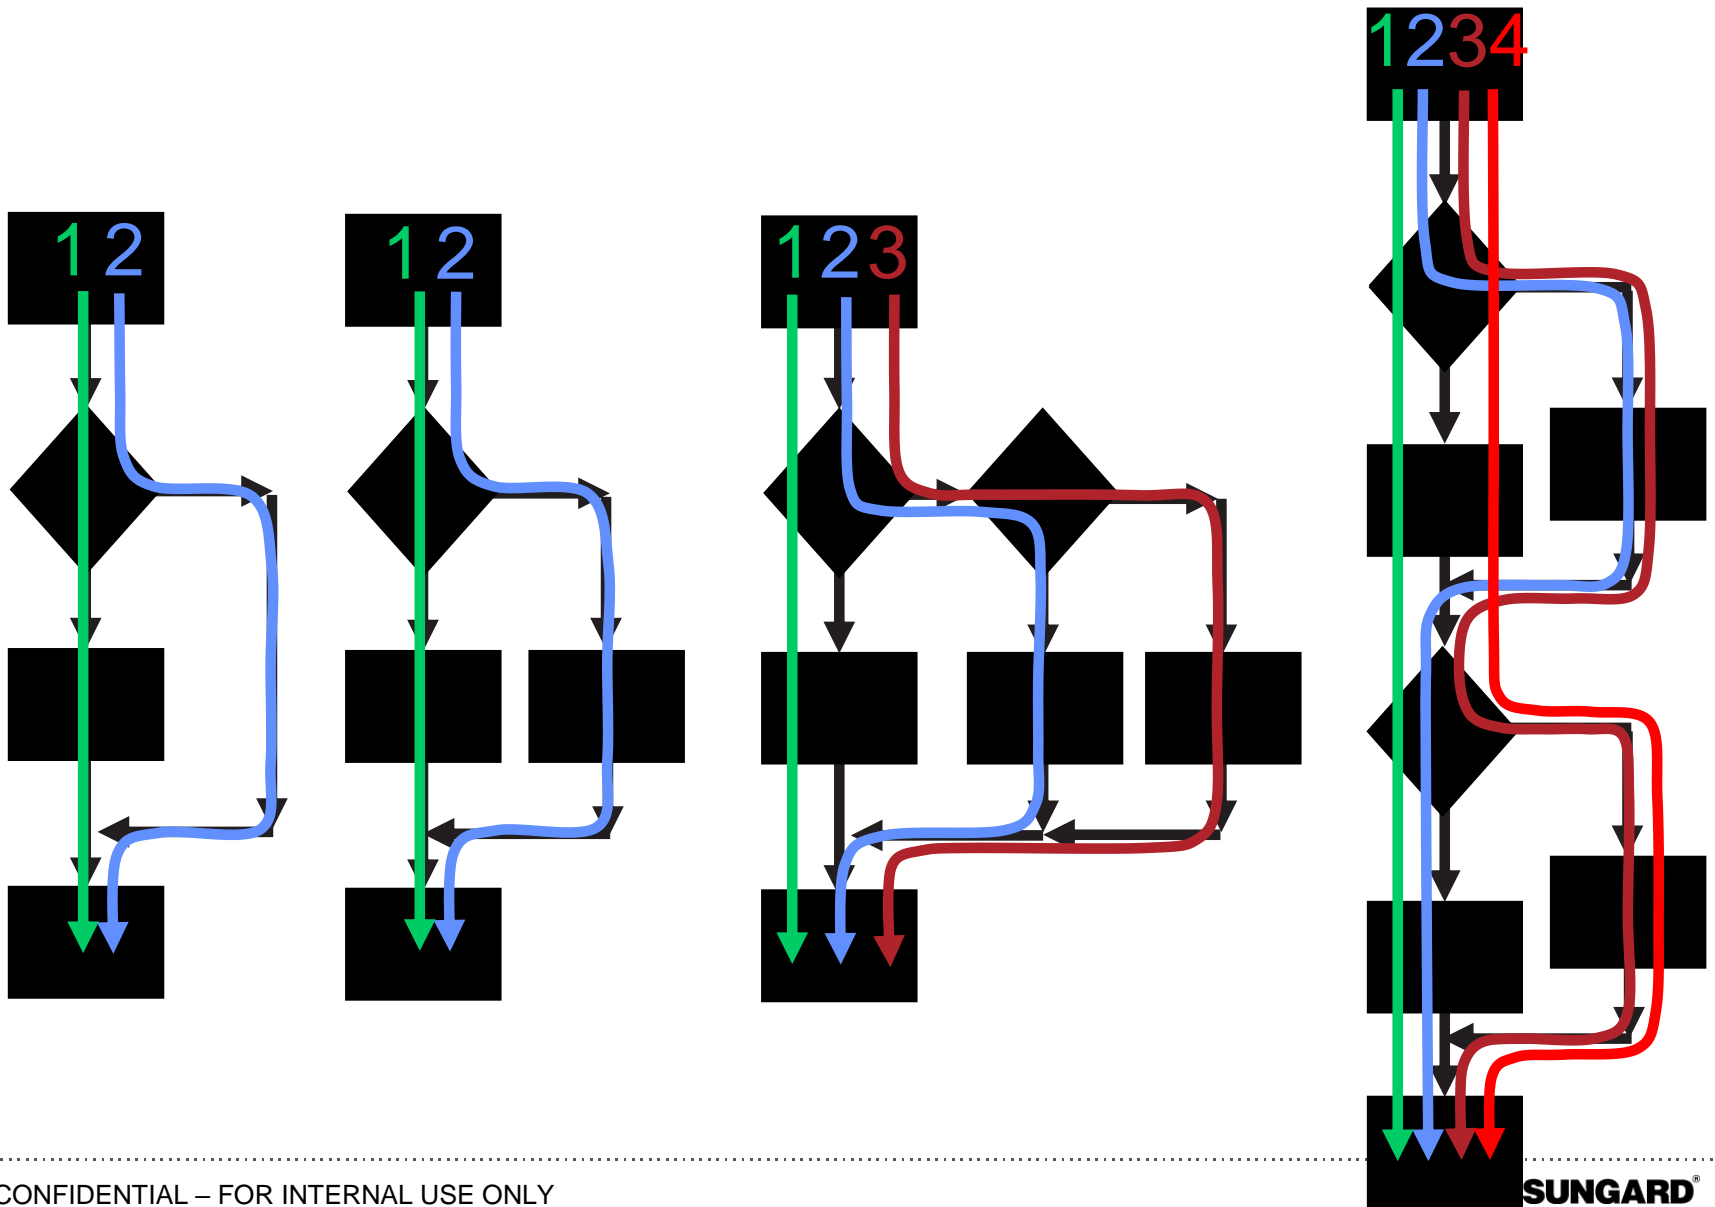 1 2
1 2
1 2 3
1 2 3 4
CONFIDENTIAL – FOR INTERNAL USE ONLY
SUNGARD®